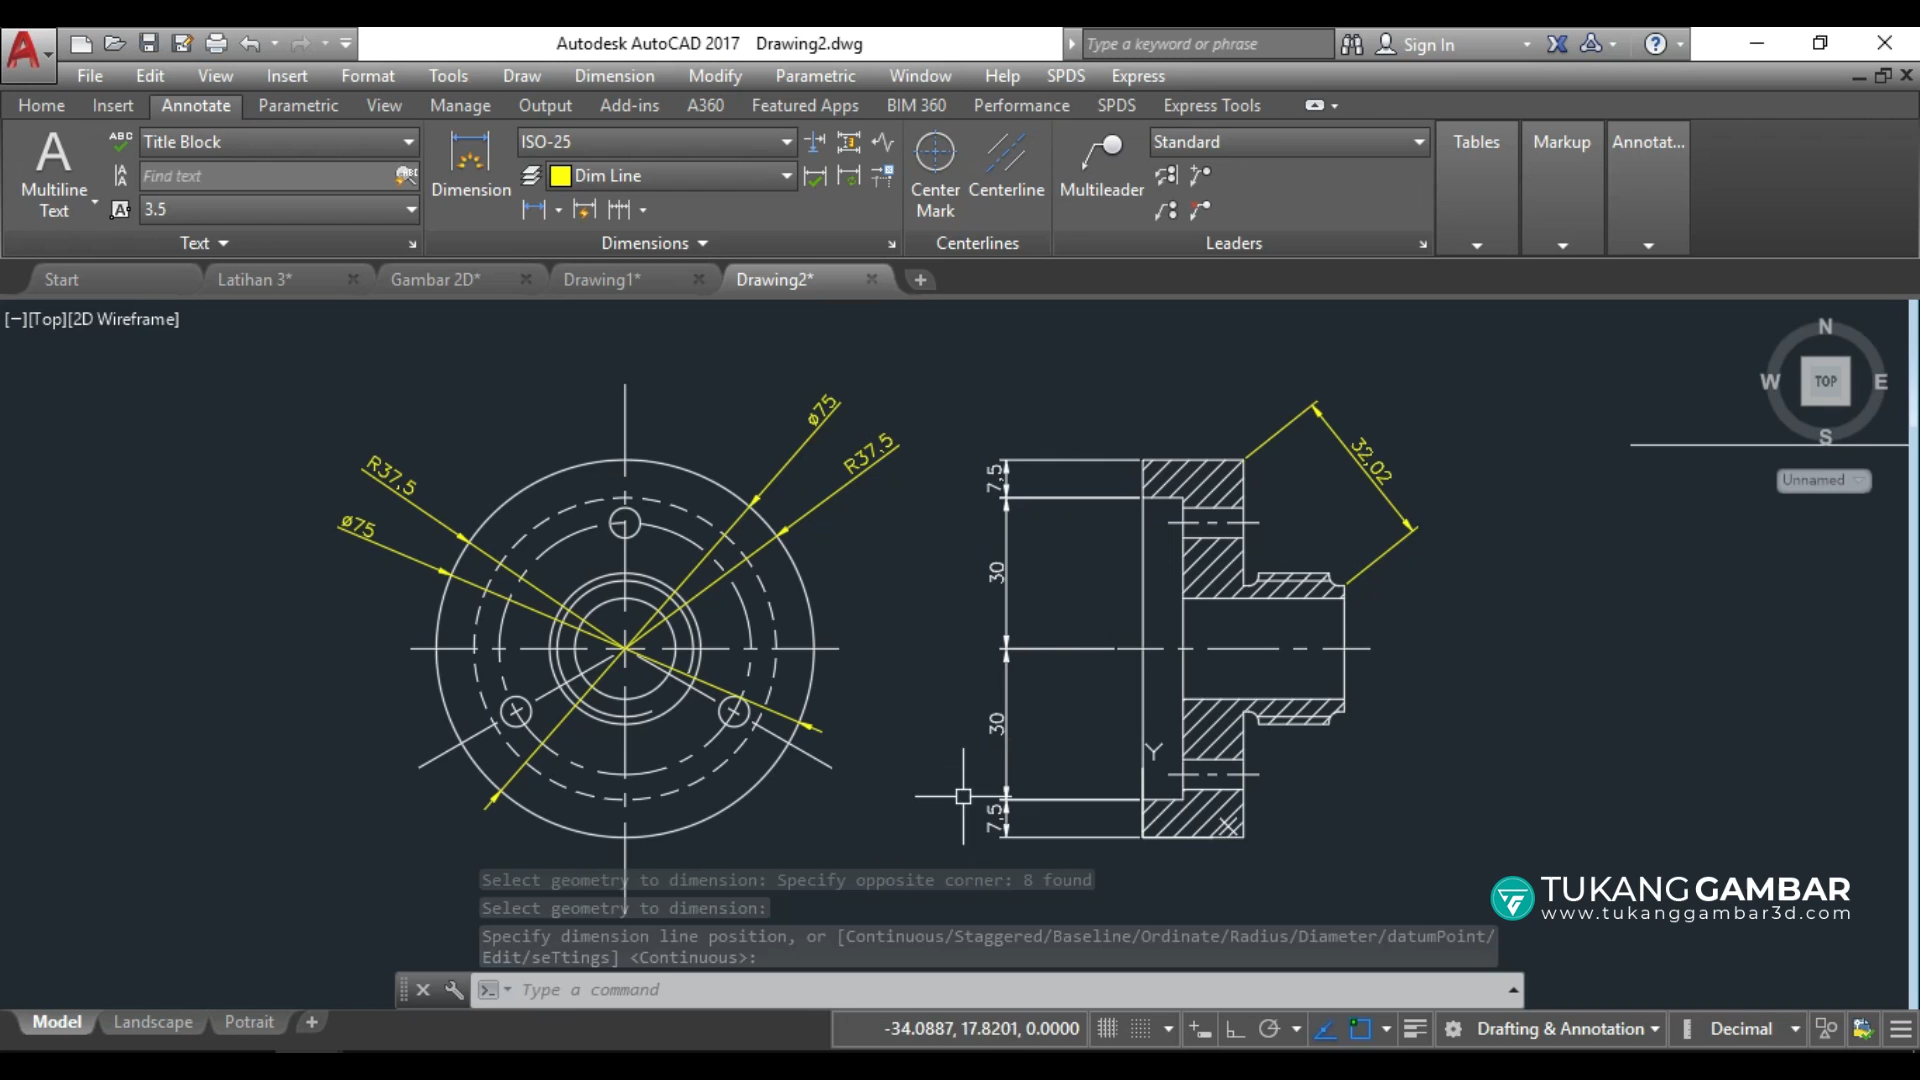 Autodesk AutoCAD 2017 Drawing2.dwg
Type a keyword or phrase
Sign In
File Edit View Insert Format Tools Draw Dimension Modify Parametric Window Help SPDS Express
Home Insert Annotate Parametric View Manage Output Add-ins A360 Featured Apps BIM 360 Performance SPDS Express Tools
A
Multiline
Text
ABC
Title Block
Find text
3.5
Text
Dimension
ISO-25
Dim Line
Dimensions
Center
Mark
Centerline
Centerlines
Multileader
Standard
Leaders
Tables
Markup
Annotat...
Start
Latihan 3*
Gambar 2D*
Drawing1*
Drawing2*
[−][Top][2D Wireframe]
N
W
TOP
E
S
Unnamed
ø75
R37,5
R37,5
ø75
7,5
30
30
7,5
32,02
Y
X
TUKANGGAMBAR
www.tukanggambar3d.com
Select geometry to dimension: Specify opposite corner: 8 found
Select geometry to dimension:
Specify dimension line position, or [Continuous/Staggered/Baseline/Ordinate/Radius/Diameter/datumPoint/
Edit/seTtings] <Continuous>:
Type a command
Model
Landscape
Potrait
-34.0887, 17.8201, 0.0000
Drafting & Annotation
Decimal